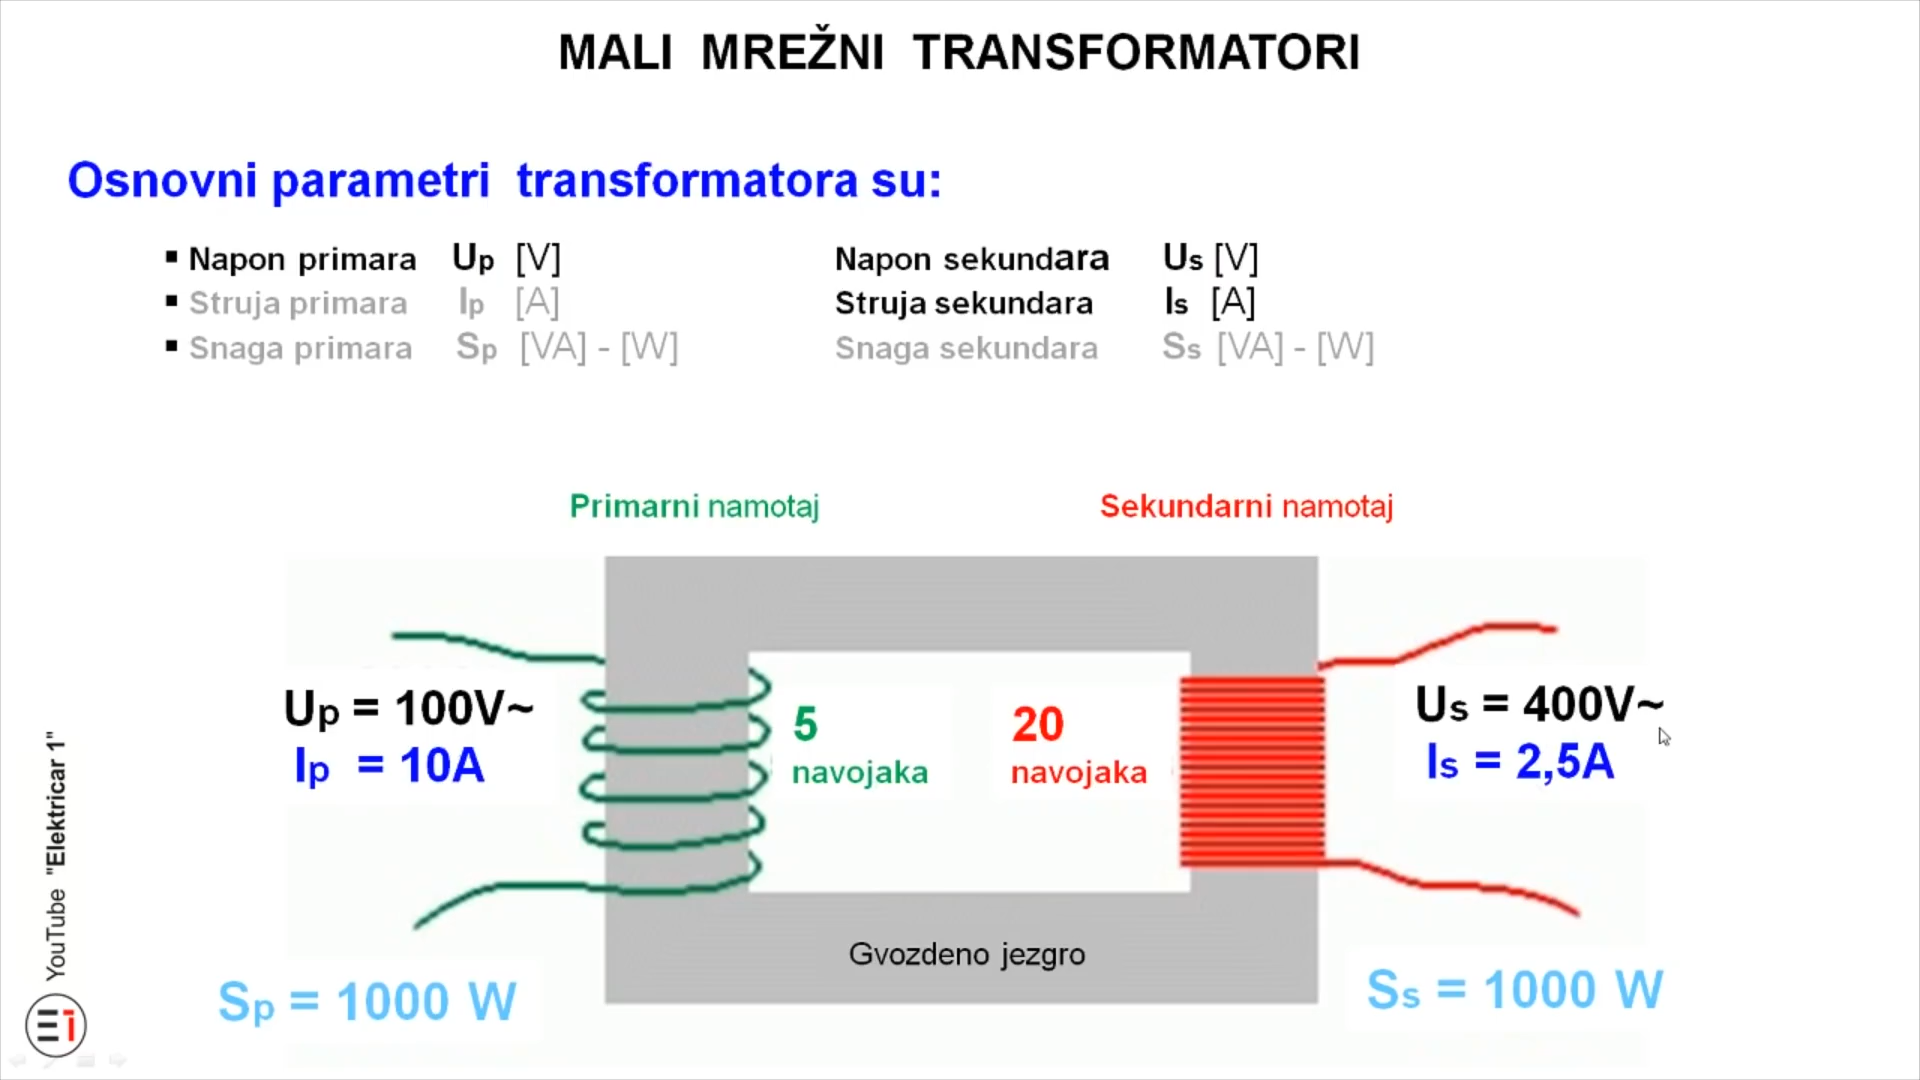 MALI MREŽNI TRANSFORMATORI
Osnovni parametri transformatora su:
▪ Napon primara Up [V] Napon sekundara Us [V]
▪ Struja primara Ip [A] Struja sekundara Is [A]
▪ Snaga primara Sp [VA] - [W] Snaga sekundara Ss [VA] - [W]
Primarni namotaj
Sekundarni namotaj
Up = 100V~
Ip = 10A
5
navojaka
20
navojaka
Us = 400V~
Is = 2,5A
Gvozdeno jezgro
Sp = 1000 W
Ss = 1000 W
YouTube "Elektricar 1"